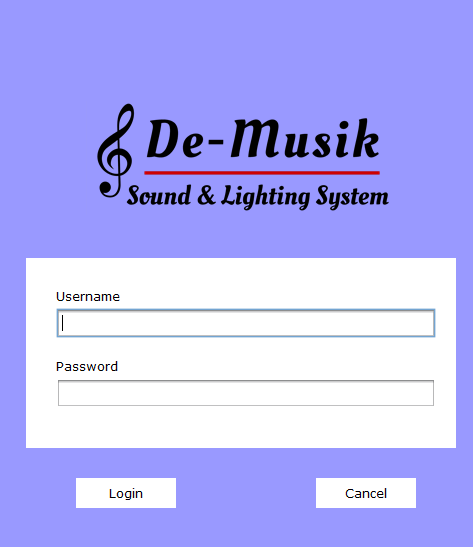 De-Musik
Sound & Lighting System
Username
Password
Login
Cancel